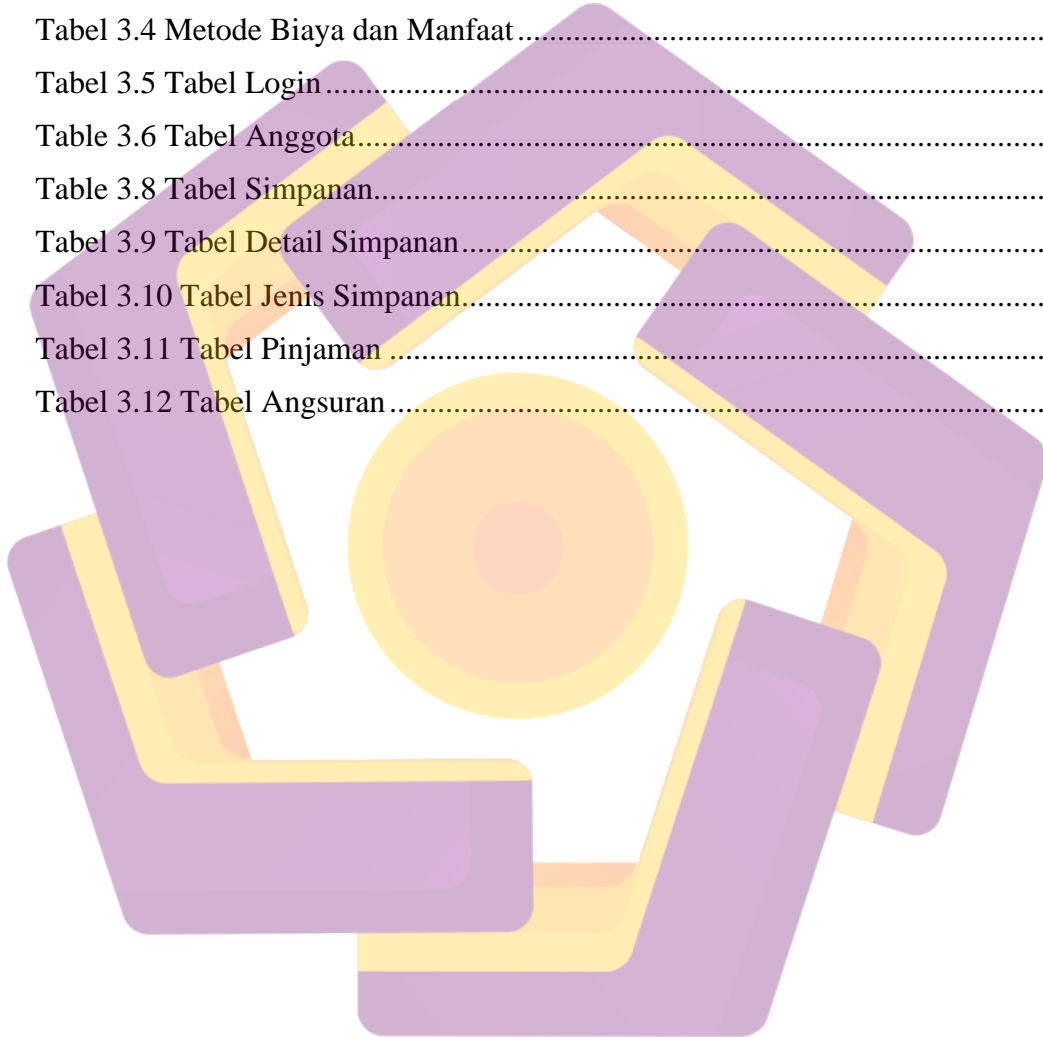 Tabel 3.4 Metode Biaya dan Manfaat................................................................
Tabel 3.5 Tabel Login........................................................................................
Table 3.6 Tabel Anggota....................................................................................
Table 3.8 Tabel Simpanan..................................................................................
Tabel 3.9 Tabel Detail Simpanan.......................................................................
Tabel 3.10 Tabel Jenis Simpanan.......................................................................
Tabel 3.11 Tabel Pinjaman ................................................................................
Tabel 3.12 Tabel Angsuran................................................................................